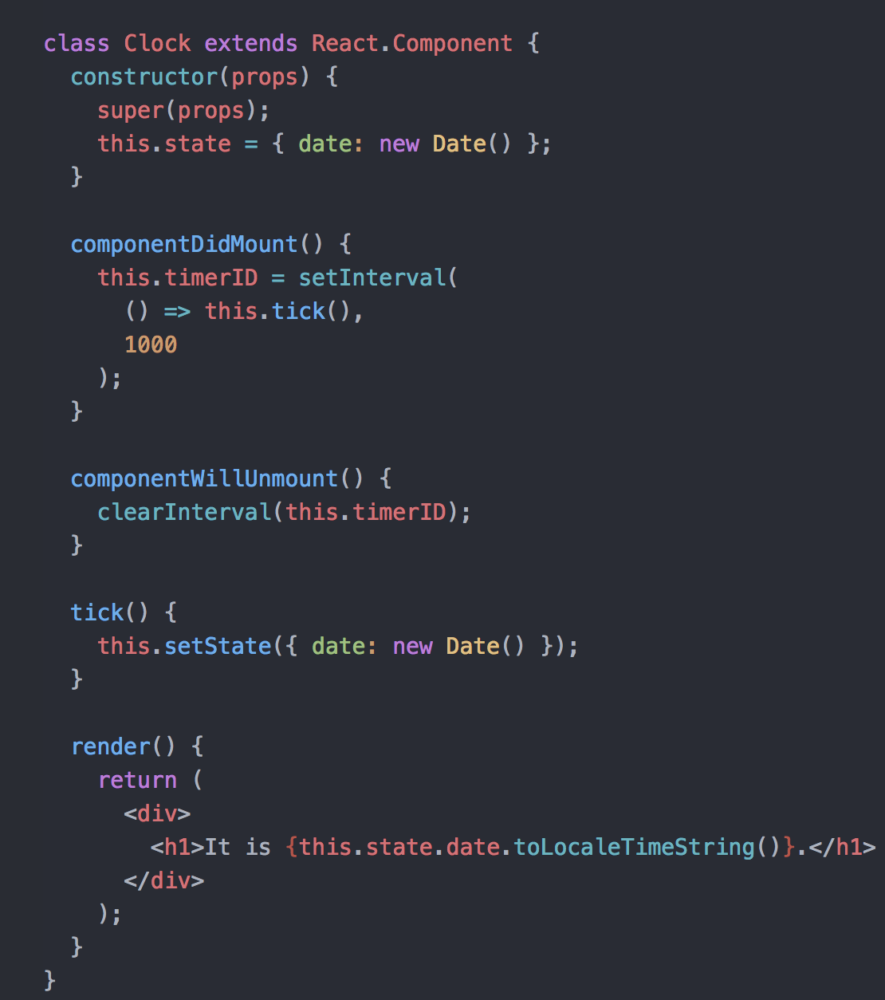 class Clock extends React.Component {
  constructor(props) {
    super(props);
    this.state = { date: new Date() };
  }

  componentDidMount() {
    this.timerID = setInterval(
      () => this.tick(),
      1000
    );
  }

  componentWillUnmount() {
    clearInterval(this.timerID);
  }

  tick() {
    this.setState({ date: new Date() });
  }

  render() {
    return (
      <div>
        <h1>It is {this.state.date.toLocaleTimeString()}.</h1>
      </div>
    );
  }
}